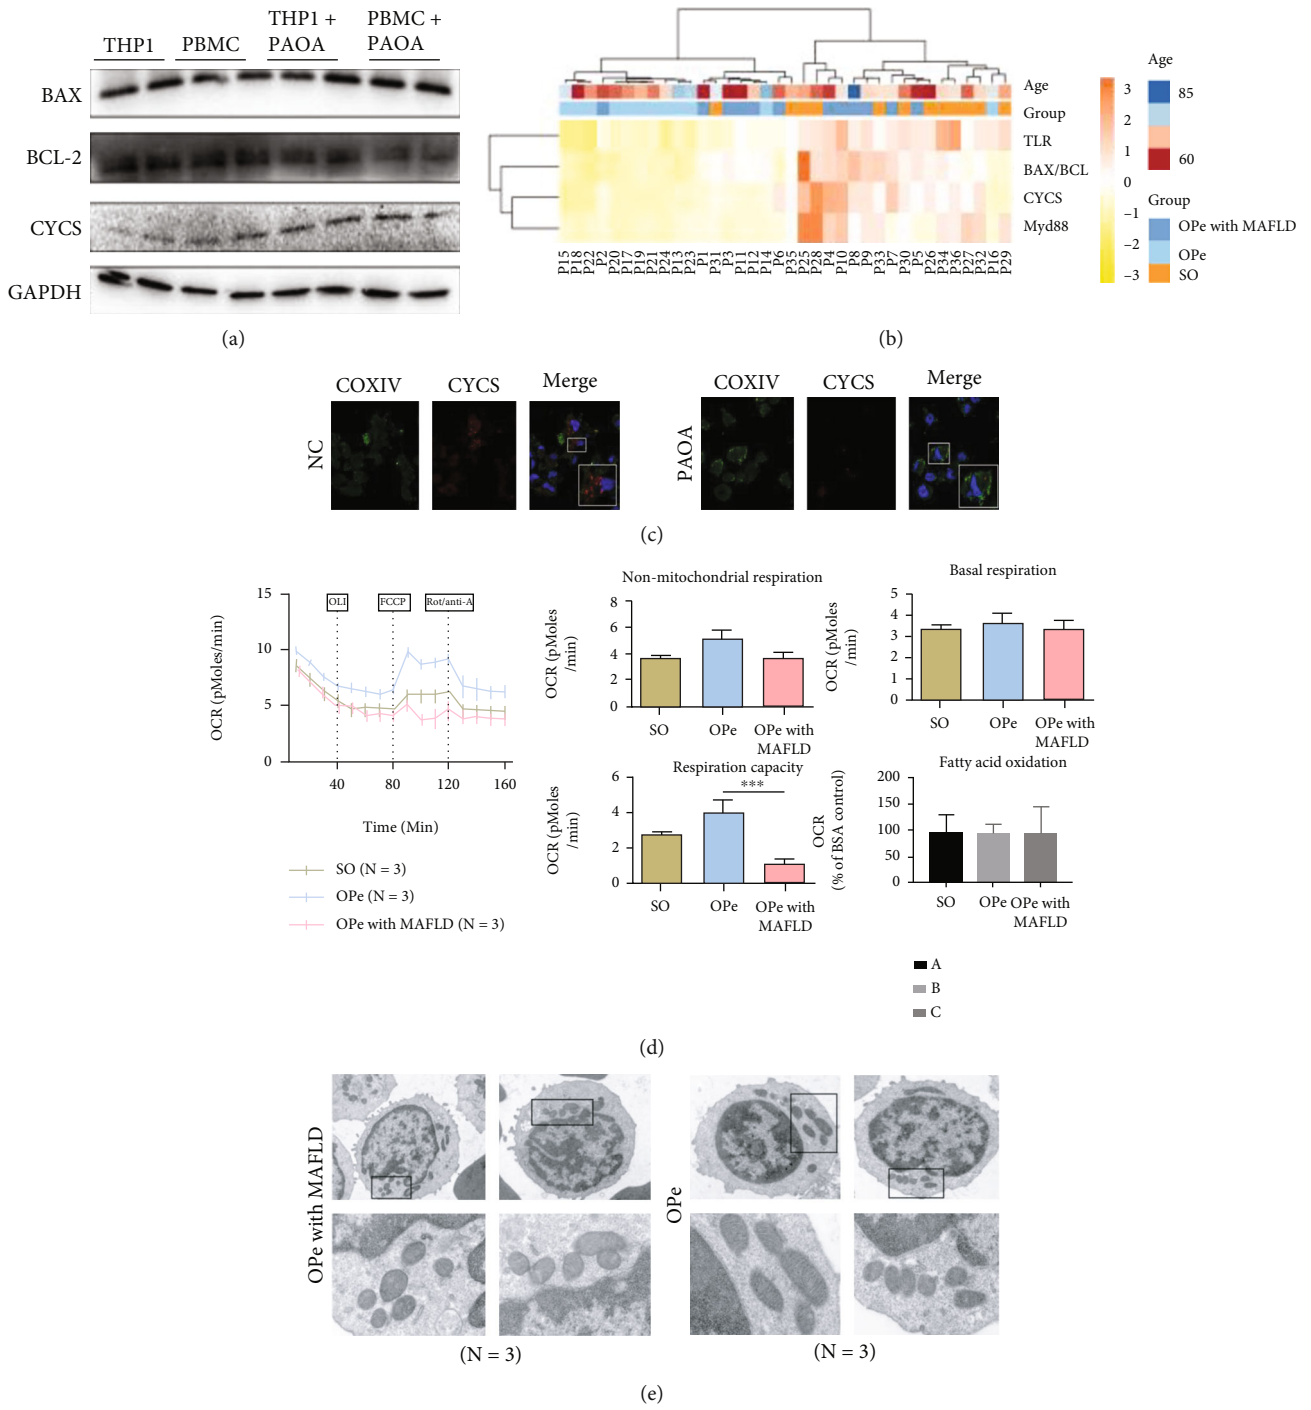 THP1
PBMC
THP1 +
PAOA
PBMC +
PAOA
BAX
BCL-2
CYCS
GAPDH
(a)
Age
Group
TLR
BAX/BCL
CYCS
Myd88
P15
P18
P22
P2
P20
P17
P19
P21
P24
P13
P23
P1
P31
P3
P11
P12
P14
P6
P35
P25
P28
P4
P10
P8
P9
P33
P7
P30
P5
P26
P34
P36
P27
P32
P16
P29
3
2
1
0
−1
−2
−3
Age
85
60
Group
OPe with MAFLD
OPe
SO
(b)
COXIV
CYCS
Merge
NC
COXIV
CYCS
Merge
PAOA
(c)
OCR (pMoles/min)
15
10
5
0
OLI
FCCP
Rot/anti-A
40
80
120
160
Time (Min)
SO (N = 3)
OPe (N = 3)
OPe with MAFLD (N = 3)
Non-mitochondrial respiration
OCR (pMoles
/min)
8
6
4
2
0
SO
OPe
OPe with
MAFLD
Basal respiration
OCR (pMoles
/min)
5
4
3
2
1
0
SO
OPe
OPe with
MAFLD
Respiration capacity
OCR (pMoles
/min)
6
4
2
0
***
SO
OPe
OPe with
MAFLD
Fatty acid oxidation
OCR
(% of BSA control)
200
150
100
50
0
SO
OPe
OPe with
MAFLD
A
B
C
(d)
OPe with MAFLD
(N = 3)
OPe
(N = 3)
(e)